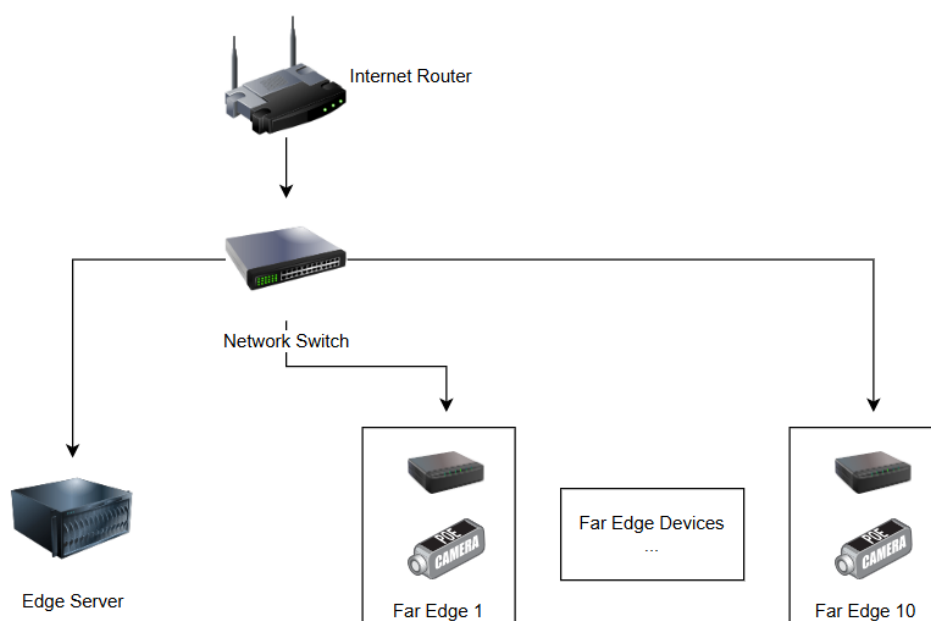 Internet Router
Network Switch
Far Edge Devices
...
POE
CAMERA
POE
CAMERA
Edge Server
Far Edge 1
Far Edge 10